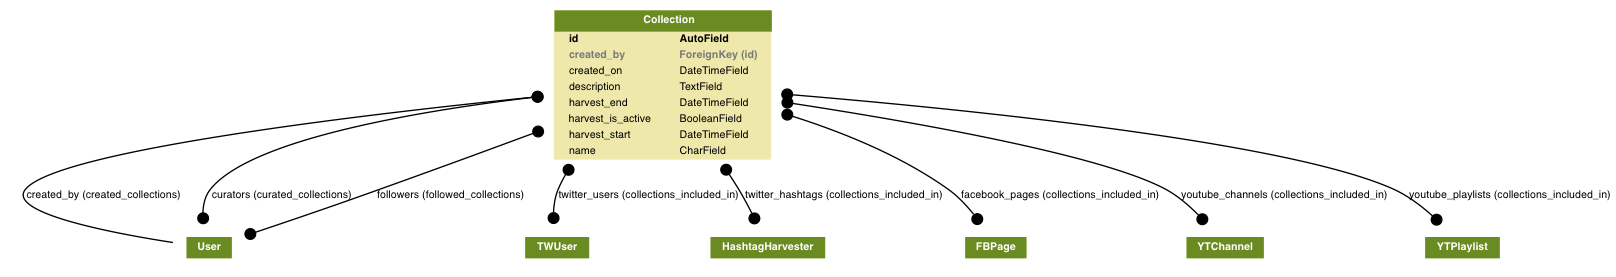 Collection
id AutoField
created_by ForeignKey (id)
created_on DateTimeField
description TextField
harvest_end DateTimeField
harvest_is_active BooleanField
harvest_start DateTimeField
name CharField
created_by (created_collections) curators (curated_collections) followers (followed_collections) twitter_users (collections_included_in) twitter_hashtags (collections_included_in) facebook_pages (collections_included_in) youtube_channels (collections_included_in) youtube_playlists (collections_included_in)
User TWUser HashtagHarvester FBPage YTChannel YTPlaylist